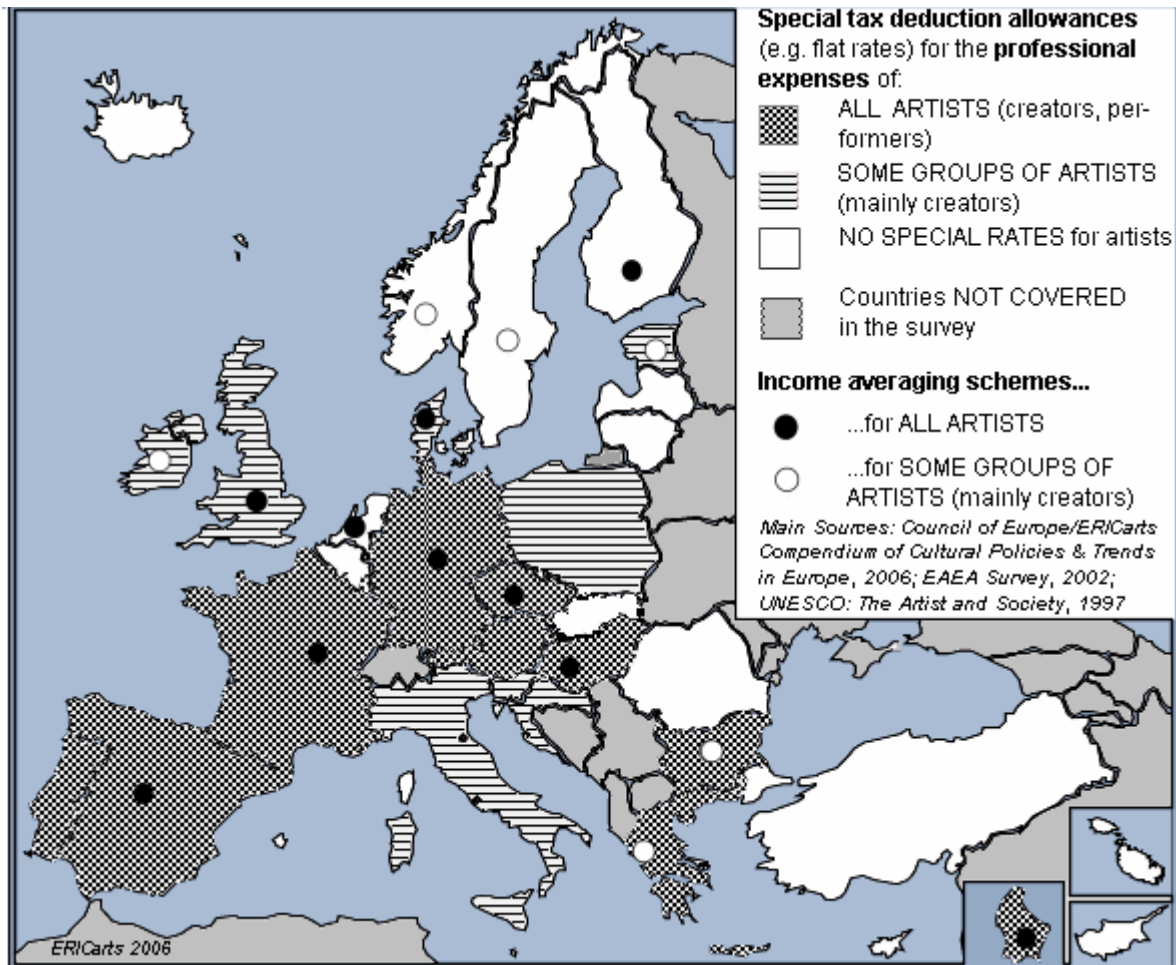 Special tax deduction allowances
(e.g. flat rates) for the professional
expenses of:
ALL ARTISTS (creators, per-
formers)
SOME GROUPS OF ARTISTS
(mainly creators)
NO SPECIAL RATES for artists
Countries NOT COVERED
in the survey
Income averaging schemes...
...for ALL ARTISTS
...for SOME GROUPS OF
ARTISTS (mainly creators)
Main Sources: Council of Europe/ERICarts
Compendium of Cultural Policies & Trends
in Europe, 2006; EAEA Survey, 2002;
UNESCO: The Artist and Society, 1997
ERICarts 2006